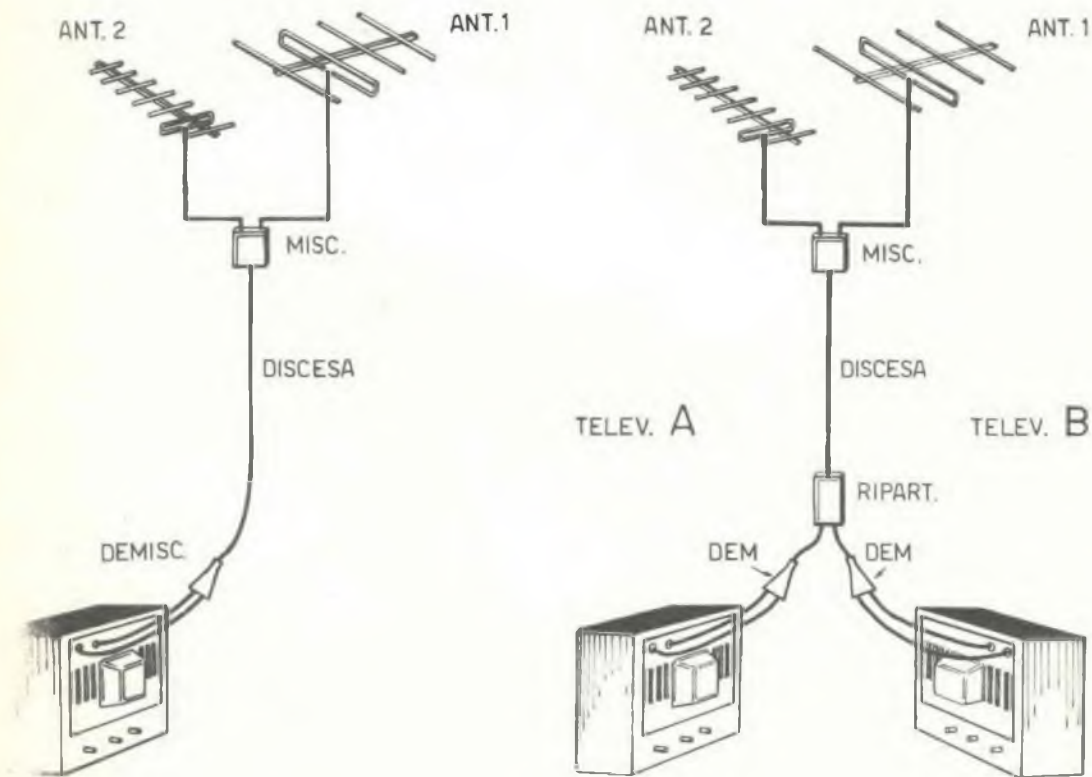 ANT. 2
ANT. 1
MISC.
DISCESA
DEMISC.
ANT. 2
ANT. 1
MISC.
DISCESA
TELEV. A
TELEV. B
RIPART.
DEM
DEM